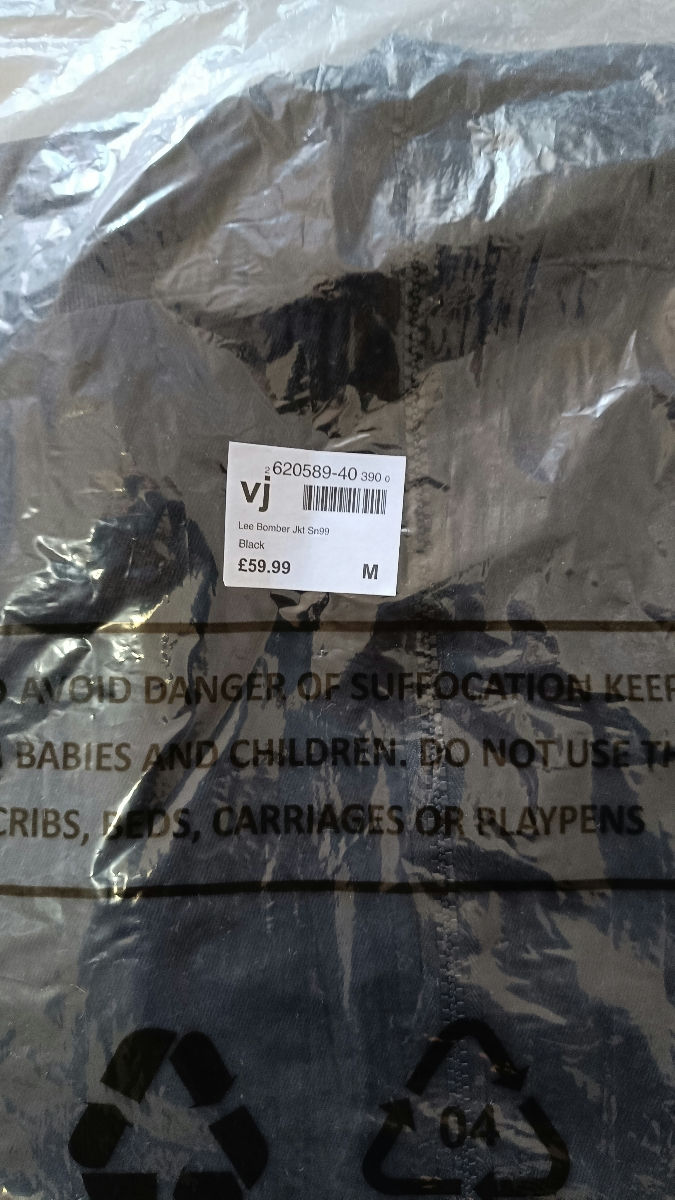 2 620589-40 390 0
vj
Lee Bomber Jkt Sn99
Black
£59.99 M
AVOID DANGER OF SUFFOCATION KEEP
BABIES AND CHILDREN. DO NOT USE
CRIBS, BEDS, CARRIAGES OR PLAYPENS
04